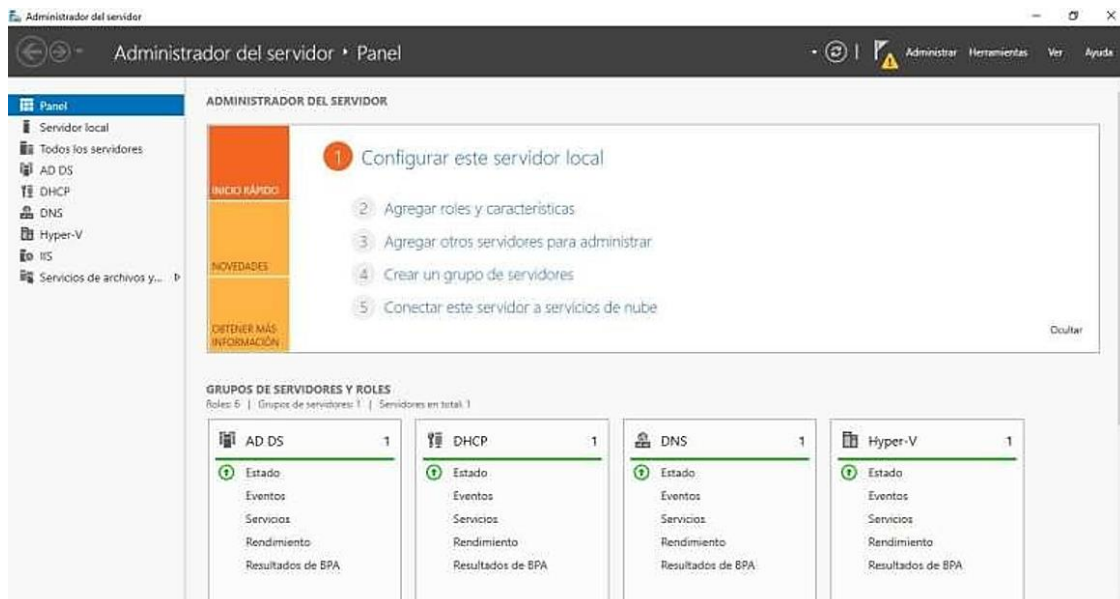 Administrador del servidor
Administrador del servidor • Panel
Administrar Herramientas Ver Ayuda
Panel
Servidor local
Todos los servidores
AD DS
DHCP
DNS
Hyper-V
IIS
Servicios de archivos y...
ADMINISTRADOR DEL SERVIDOR
INICIO RÁPIDO
NOVEDADES
OBTENER MÁS
INFORMACIÓN
1 Configurar este servidor local
2 Agregar roles y características
3 Agregar otros servidores para administrar
4 Crear un grupo de servidores
5 Conectar este servidor a servicios de nube
Ocultar
GRUPOS DE SERVIDORES Y ROLES
Roles: 6 | Grupos de servidores: 1 | Servidores en total: 1
AD DS 1
Estado
Eventos
Servicios
Rendimiento
Resultados de BPA
DHCP 1
Estado
Eventos
Servicios
Rendimiento
Resultados de BPA
DNS 1
Estado
Eventos
Servicios
Rendimiento
Resultados de BPA
Hyper-V 1
Estado
Eventos
Servicios
Rendimiento
Resultados de BPA